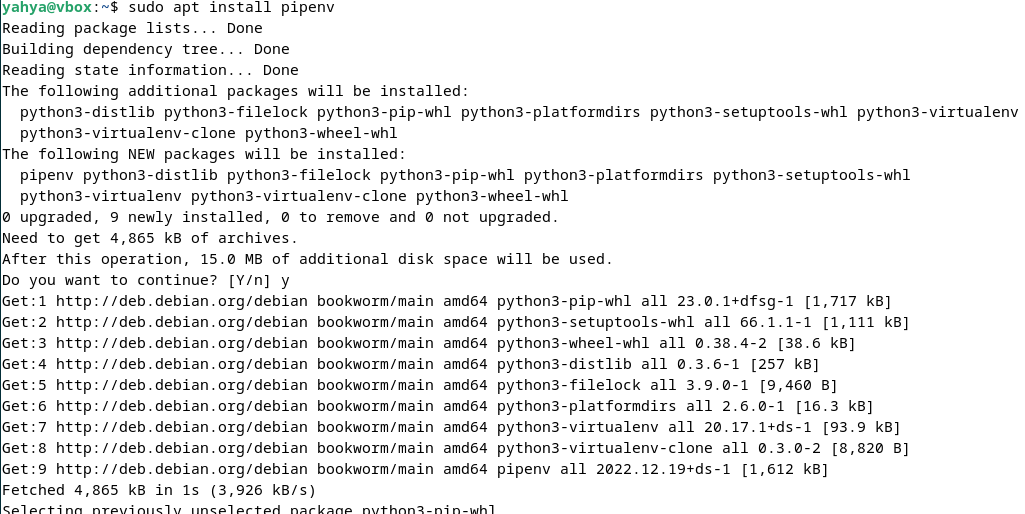 yahya@vbox:~$ sudo apt install pipenv
Reading package lists... Done
Building dependency tree... Done
Reading state information... Done
The following additional packages will be installed:
  python3-distlib python3-filelock python3-pip-whl python3-platformdirs python3-setuptools-whl python3-virtualenv
  python3-virtualenv-clone python3-wheel-whl
The following NEW packages will be installed:
  pipenv python3-distlib python3-filelock python3-pip-whl python3-platformdirs python3-setuptools-whl
  python3-virtualenv python3-virtualenv-clone python3-wheel-whl
0 upgraded, 9 newly installed, 0 to remove and 0 not upgraded.
Need to get 4,865 kB of archives.
After this operation, 15.0 MB of additional disk space will be used.
Do you want to continue? [Y/n] y
Get:1 http://deb.debian.org/debian bookworm/main amd64 python3-pip-whl all 23.0.1+dfsg-1 [1,717 kB]
Get:2 http://deb.debian.org/debian bookworm/main amd64 python3-setuptools-whl all 66.1.1-1 [1,111 kB]
Get:3 http://deb.debian.org/debian bookworm/main amd64 python3-wheel-whl all 0.38.4-2 [38.6 kB]
Get:4 http://deb.debian.org/debian bookworm/main amd64 python3-distlib all 0.3.6-1 [257 kB]
Get:5 http://deb.debian.org/debian bookworm/main amd64 python3-filelock all 3.9.0-1 [9,460 B]
Get:6 http://deb.debian.org/debian bookworm/main amd64 python3-platformdirs all 2.6.0-1 [16.3 kB]
Get:7 http://deb.debian.org/debian bookworm/main amd64 python3-virtualenv all 20.17.1+ds-1 [93.9 kB]
Get:8 http://deb.debian.org/debian bookworm/main amd64 python3-virtualenv-clone all 0.3.0-2 [8,820 B]
Get:9 http://deb.debian.org/debian bookworm/main amd64 pipenv all 2022.12.19+ds-1 [1,612 kB]
Fetched 4,865 kB in 1s (3,926 kB/s)
Selecting previously unselected package python3-pip-whl.